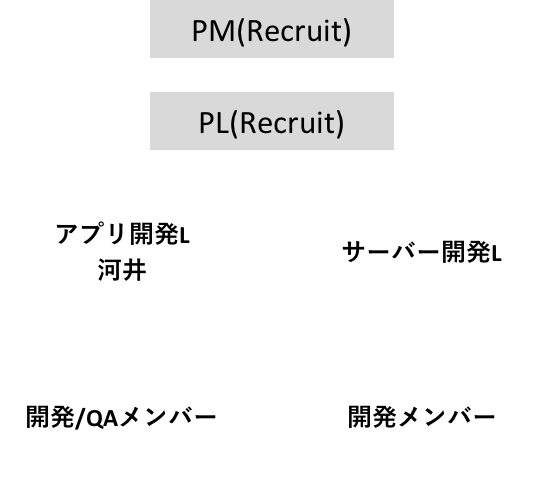 PM(Recruit)
PL(Recruit)
アプリ開発L
河井
サーバー開発L
開発/QAメンバー
開発メンバー